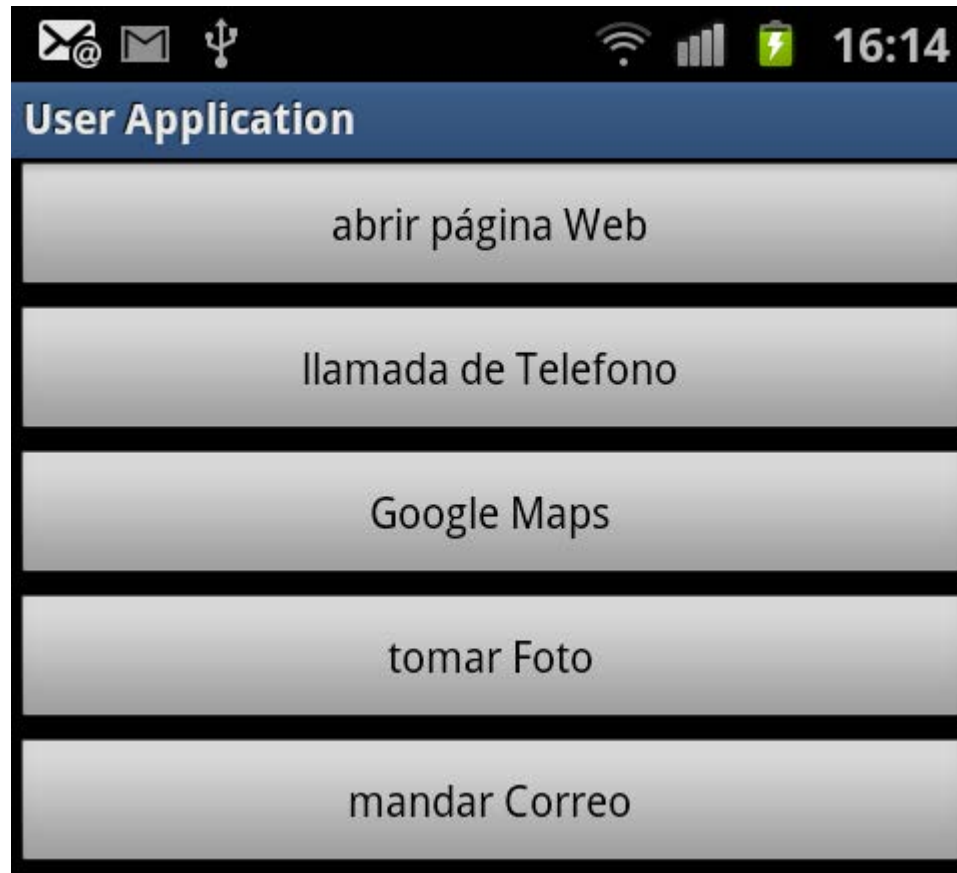 16:14
User Application
abrir página Web
llamada de Telefono
Google Maps
tomar Foto
mandar Correo